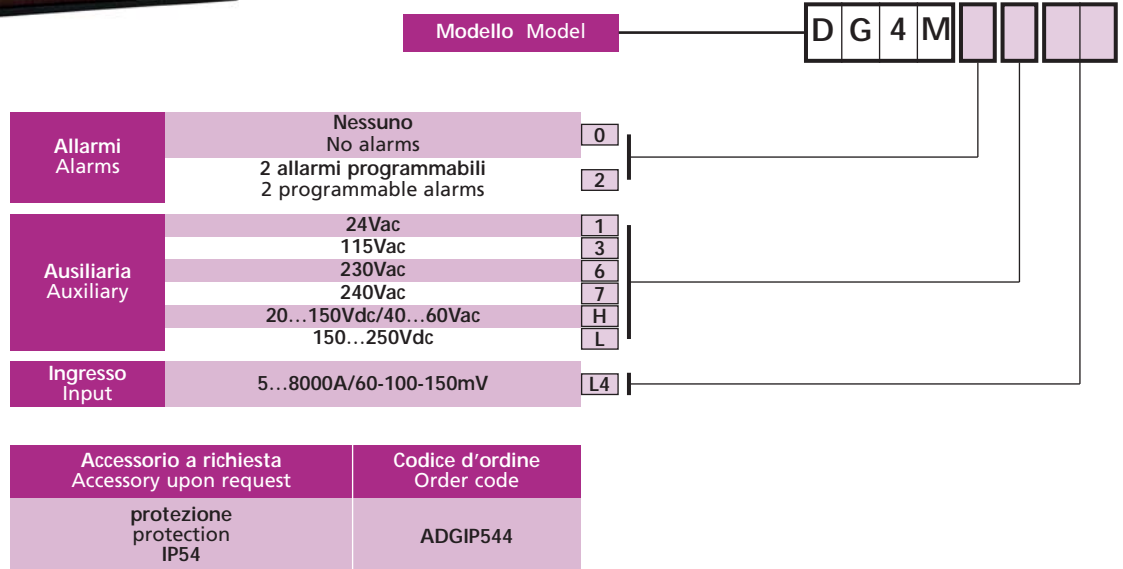 Modello Model
D G 4 M
Allarmi
Alarms
Nessuno
No alarms
0
2 allarmi programmabili
2 programmable alarms
2
Ausiliaria
Auxiliary
24Vac
1
115Vac
3
230Vac
6
240Vac
7
20...150Vdc/40...60Vac
H
150...250Vdc
L
Ingresso
Input
5...8000A/60-100-150mV
L4
Accessorio a richiesta
Accessory upon request
Codice d'ordine
Order code
protezione
protection
IP54
ADGIP544